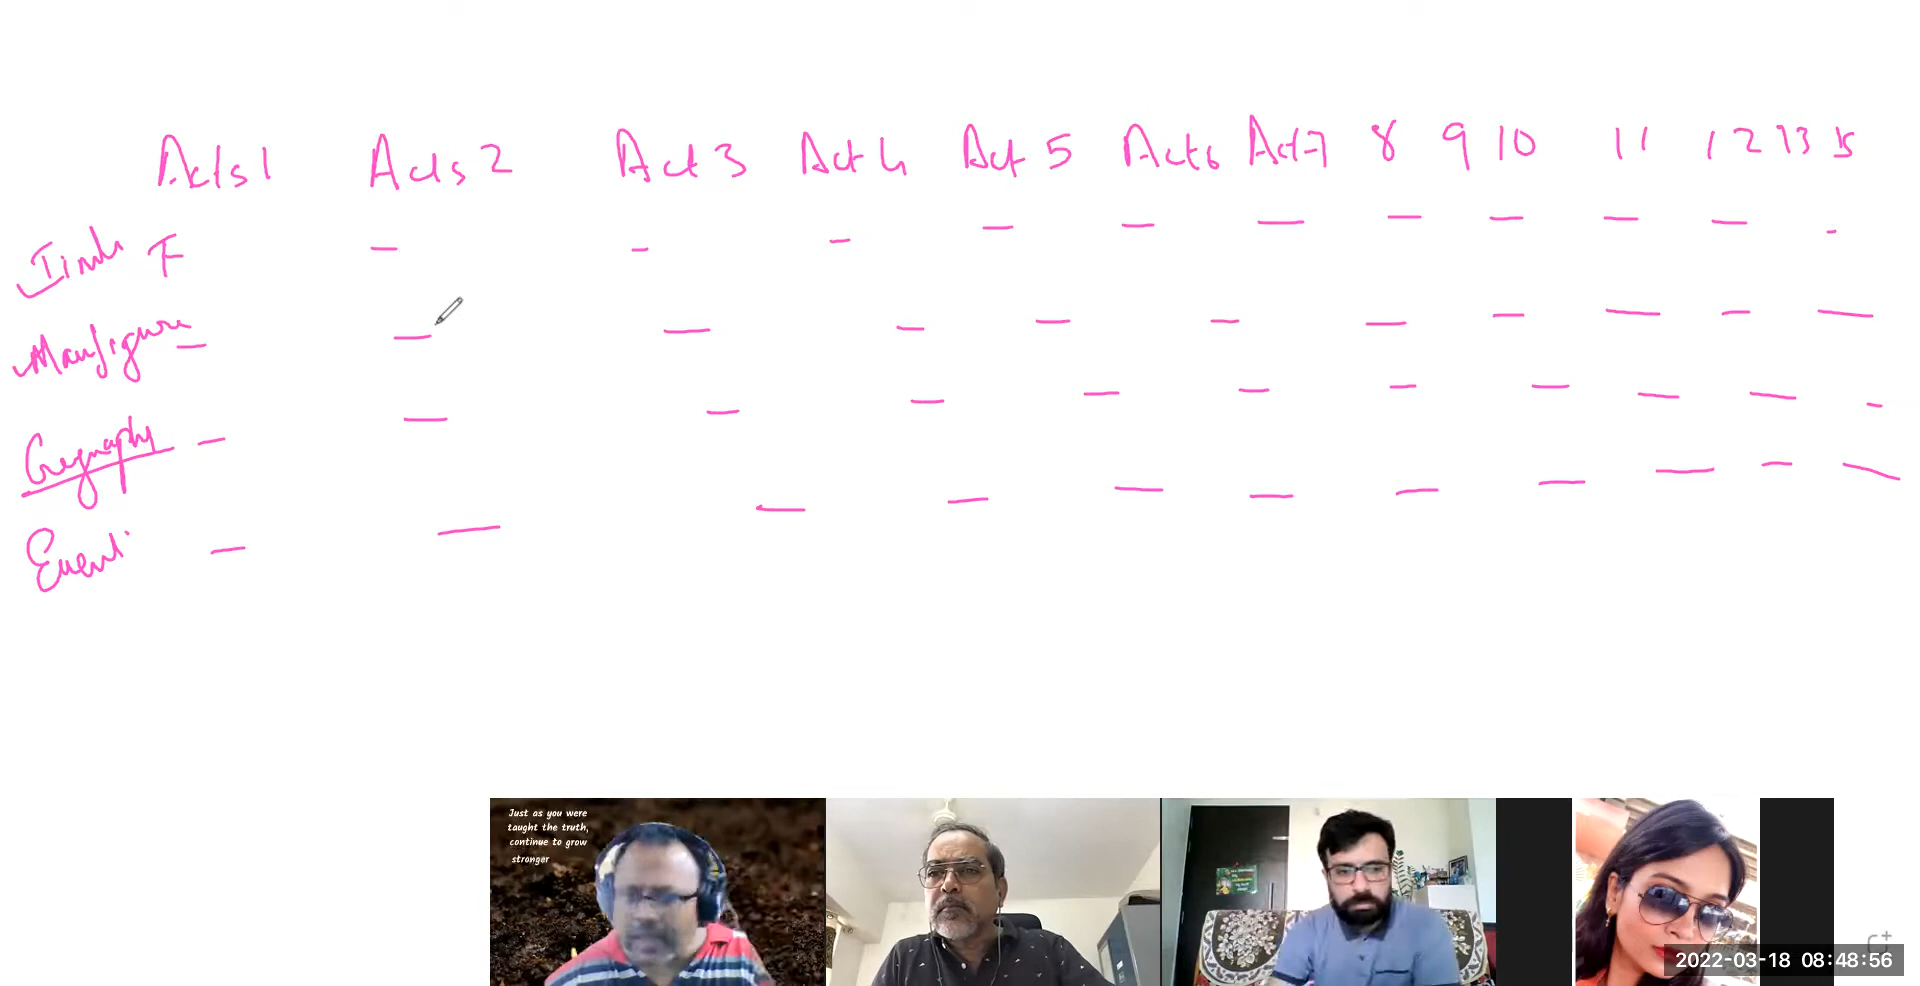 Acts 1 Acts 2 Act 3 Act 4 Act 5 Act 6 Act 7 8 9 10 11 12 13 15
F
Geography
Event
Just as you were
taught the truth,
continue to grow
stronger
2022-03-18 08:48:56